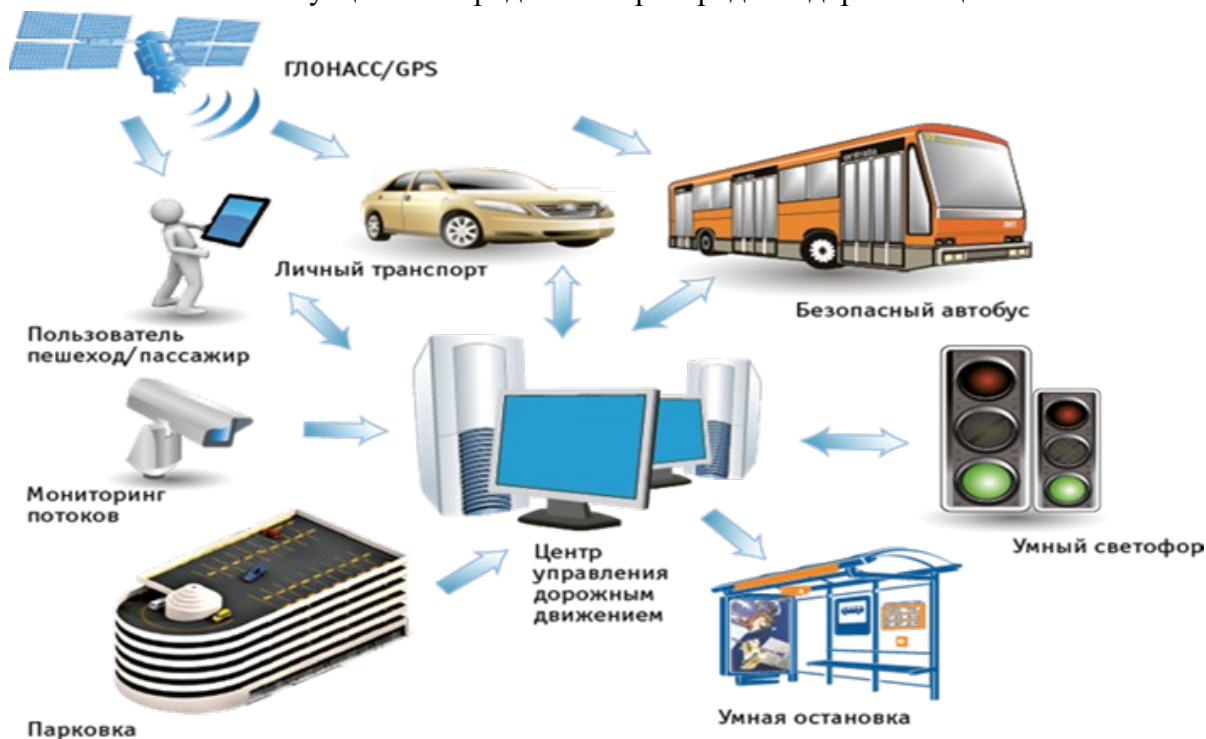 ГЛОНАСС/GPS
Личный транспорт
Безопасный автобус
Пользователь
пешеход/пассажир
Мониторинг
потоков
Центр
управления
дорожным
движением
Умный светофор
Умная остановка
Парковка